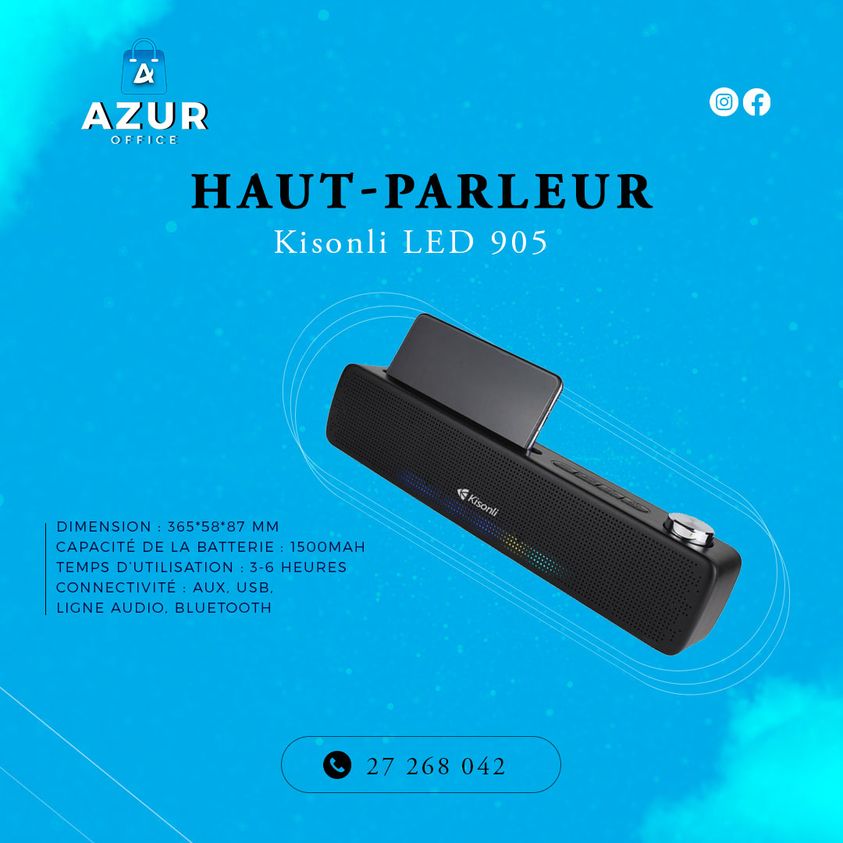 AZUR
OFFICE
HAUT-PARLEUR
Kisonli LED 905
Kisonli
DIMENSION : 365*58*87 MM
CAPACITÉ DE LA BATTERIE : 1500MAH
TEMPS D'UTILISATION : 3-6 HEURES
CONNECTIVITÉ : AUX, USB,
LIGNE AUDIO, BLUETOOTH
27 268 042